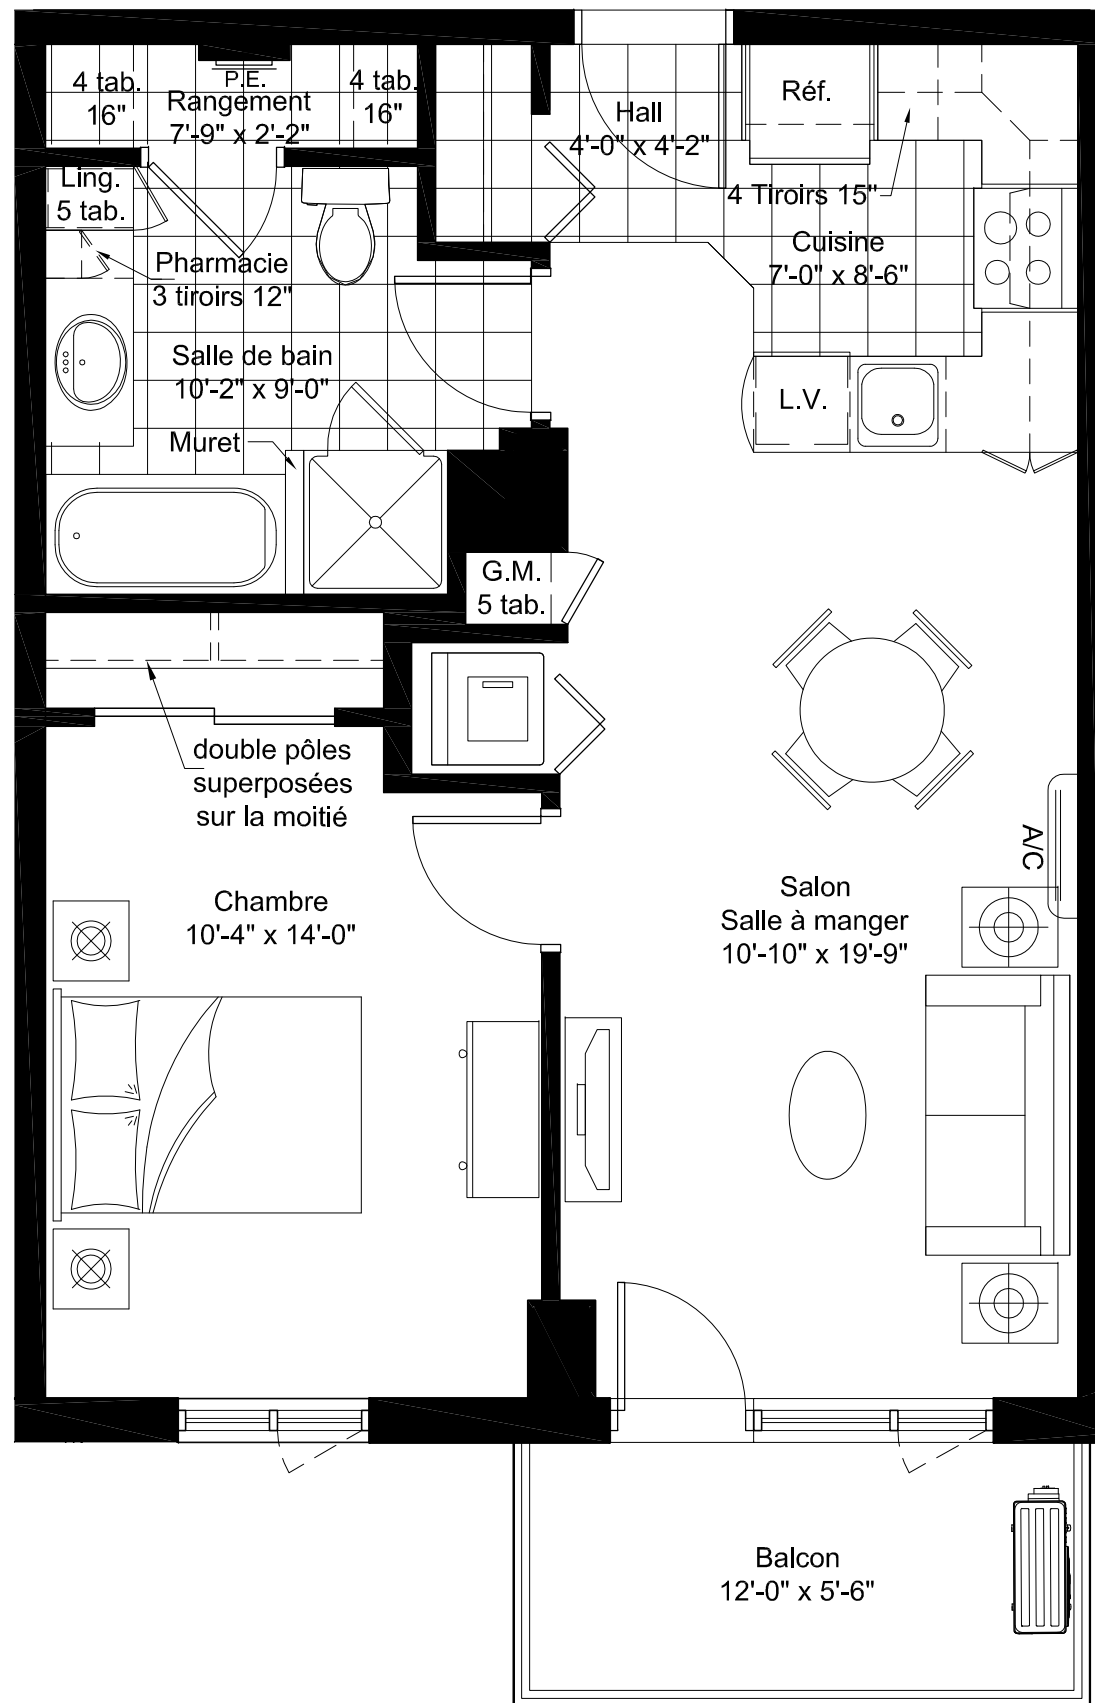 4 tab.
16"
P.E.
Rangement
7'-9" x 2'-2"
4 tab.
16"
Hall
4'-0" x 4'-2"
Réf.
4 Tiroirs 15"
Ling.
5 tab.
Pharmacie
3 tiroirs 12"
Cuisine
7'-0" x 8'-6"
Salle de bain
10'-2" x 9'-0"
L.V.
Muret
G.M.
5 tab.
double pôles
superposées
sur la moitié
A/C
Chambre
10'-4" x 14'-0"
Salon
Salle à manger
10'-10" x 19'-9"
Balcon
12'-0" x 5'-6"